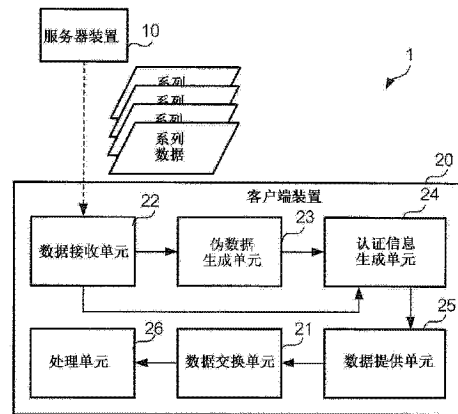 服务器装置
10
1
系列
系列
系列
系列
数据
20
客户端装置
22
23
24
数据接收单元
伪数据
生成单元
认证信息
生成单元
26
21
25
处理单元
数据交换单元
数据提供单元